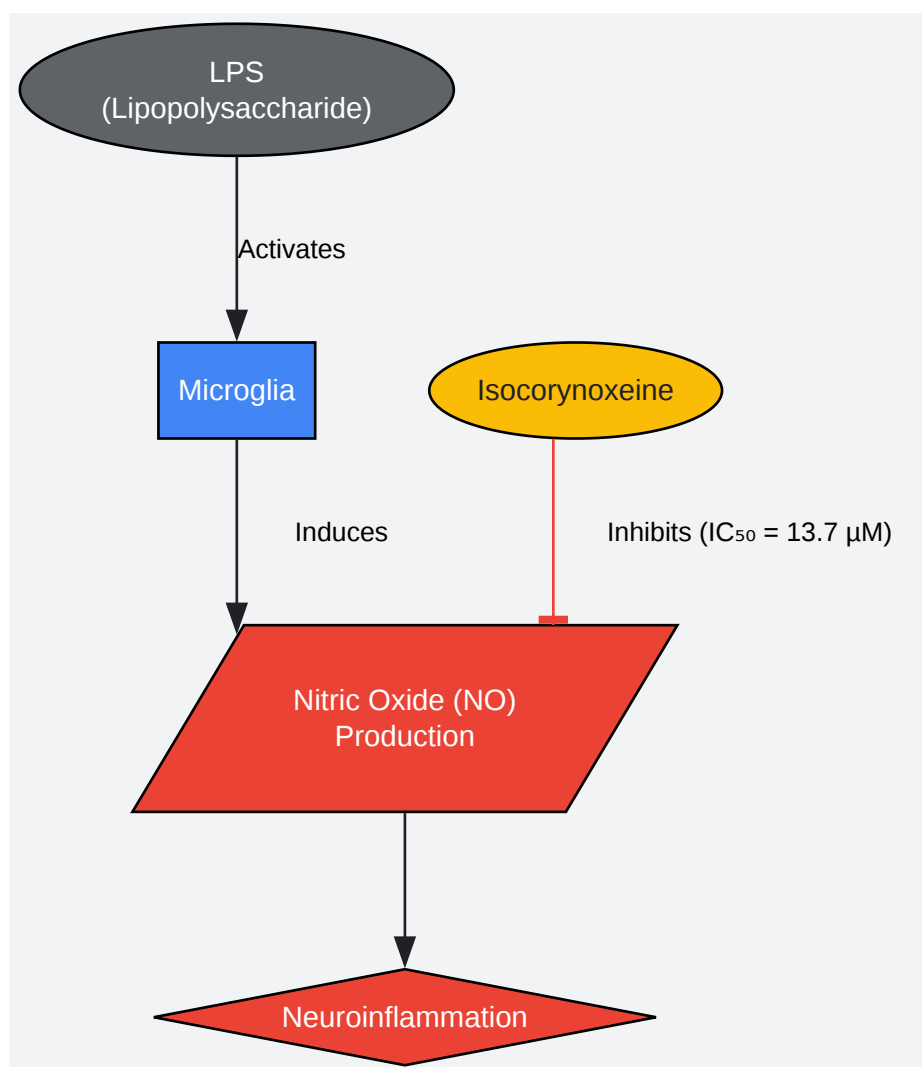 LPS
(Lipopolysaccharide)
Activates
Microglia
Isocorynoxeine
Induces
Inhibits (IC₅₀ = 13.7 µM)
Nitric Oxide (NO)
Production
Neuroinflammation